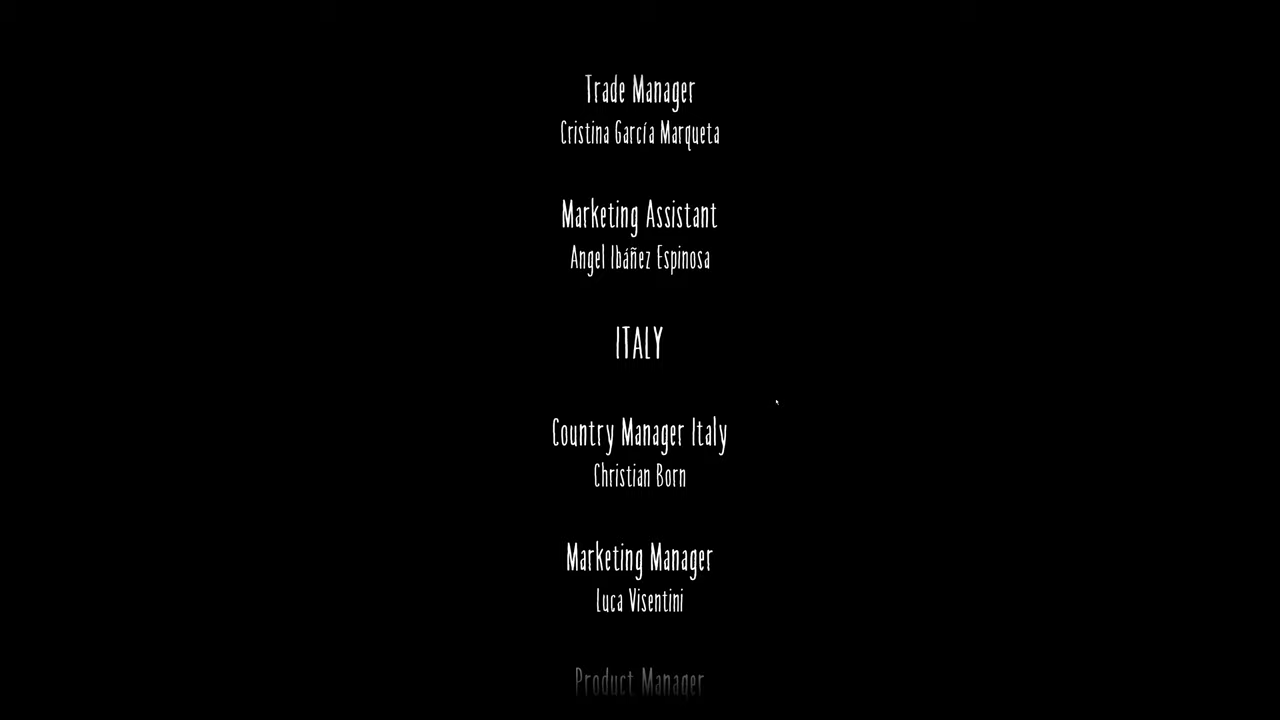 Trade Manager
Cristina García Marqueta
Marketing Assistant
Angel Ibáñez Espinosa
ITALY
Country Manager Italy
Christian Born
Marketing Manager
Luca Visentini
Product Manager